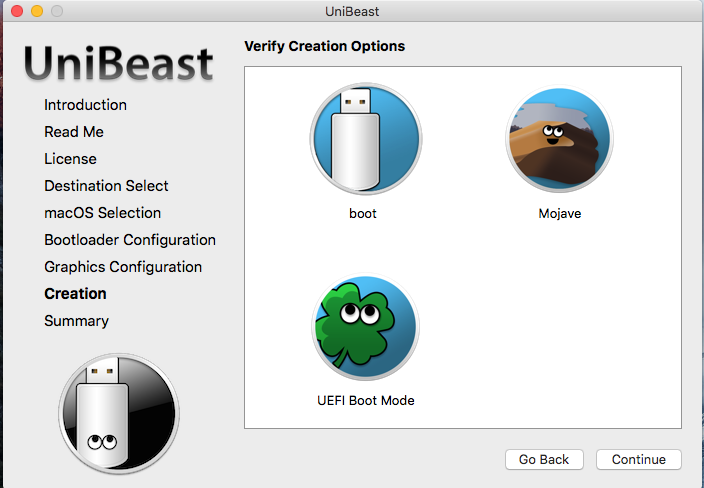 UniBeast
UniBeast
Introduction
Read Me
License
Destination Select
macOS Selection
Bootloader Configuration
Graphics Configuration
Creation
Summary
Verify Creation Options
boot
Mojave
UEFI Boot Mode
Go Back
Continue